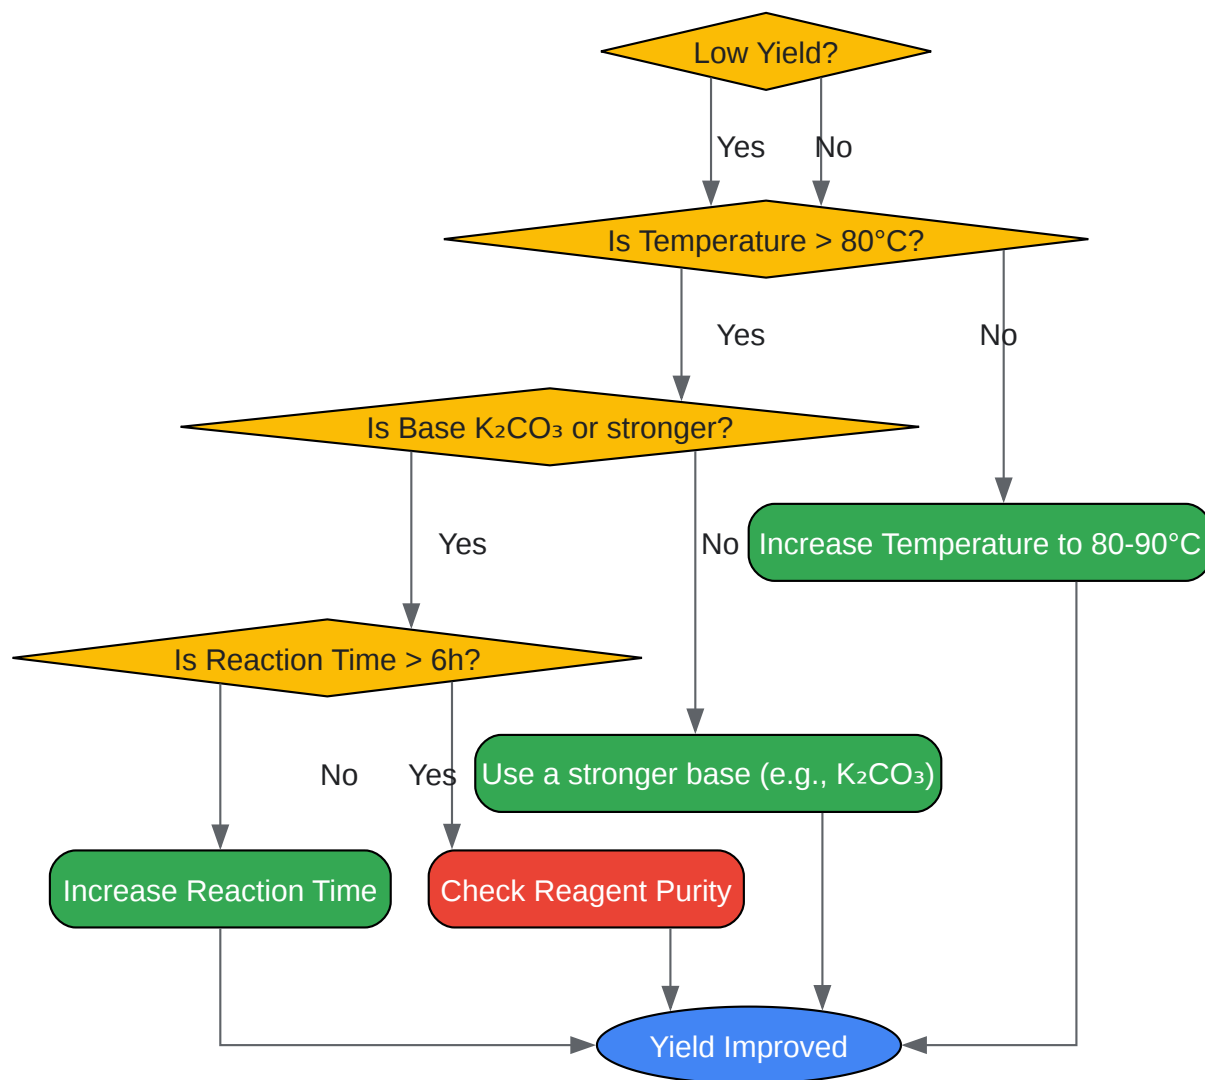 Low Yield?
Yes
No
Is Temperature > 80°C?
Yes
No
Is Base K₂CO₃ or stronger?
Yes
No
Increase Temperature to 80-90°C
Is Reaction Time > 6h?
No
Yes
Use a stronger base (e.g., K₂CO₃)
Increase Reaction Time
Check Reagent Purity
Yield Improved